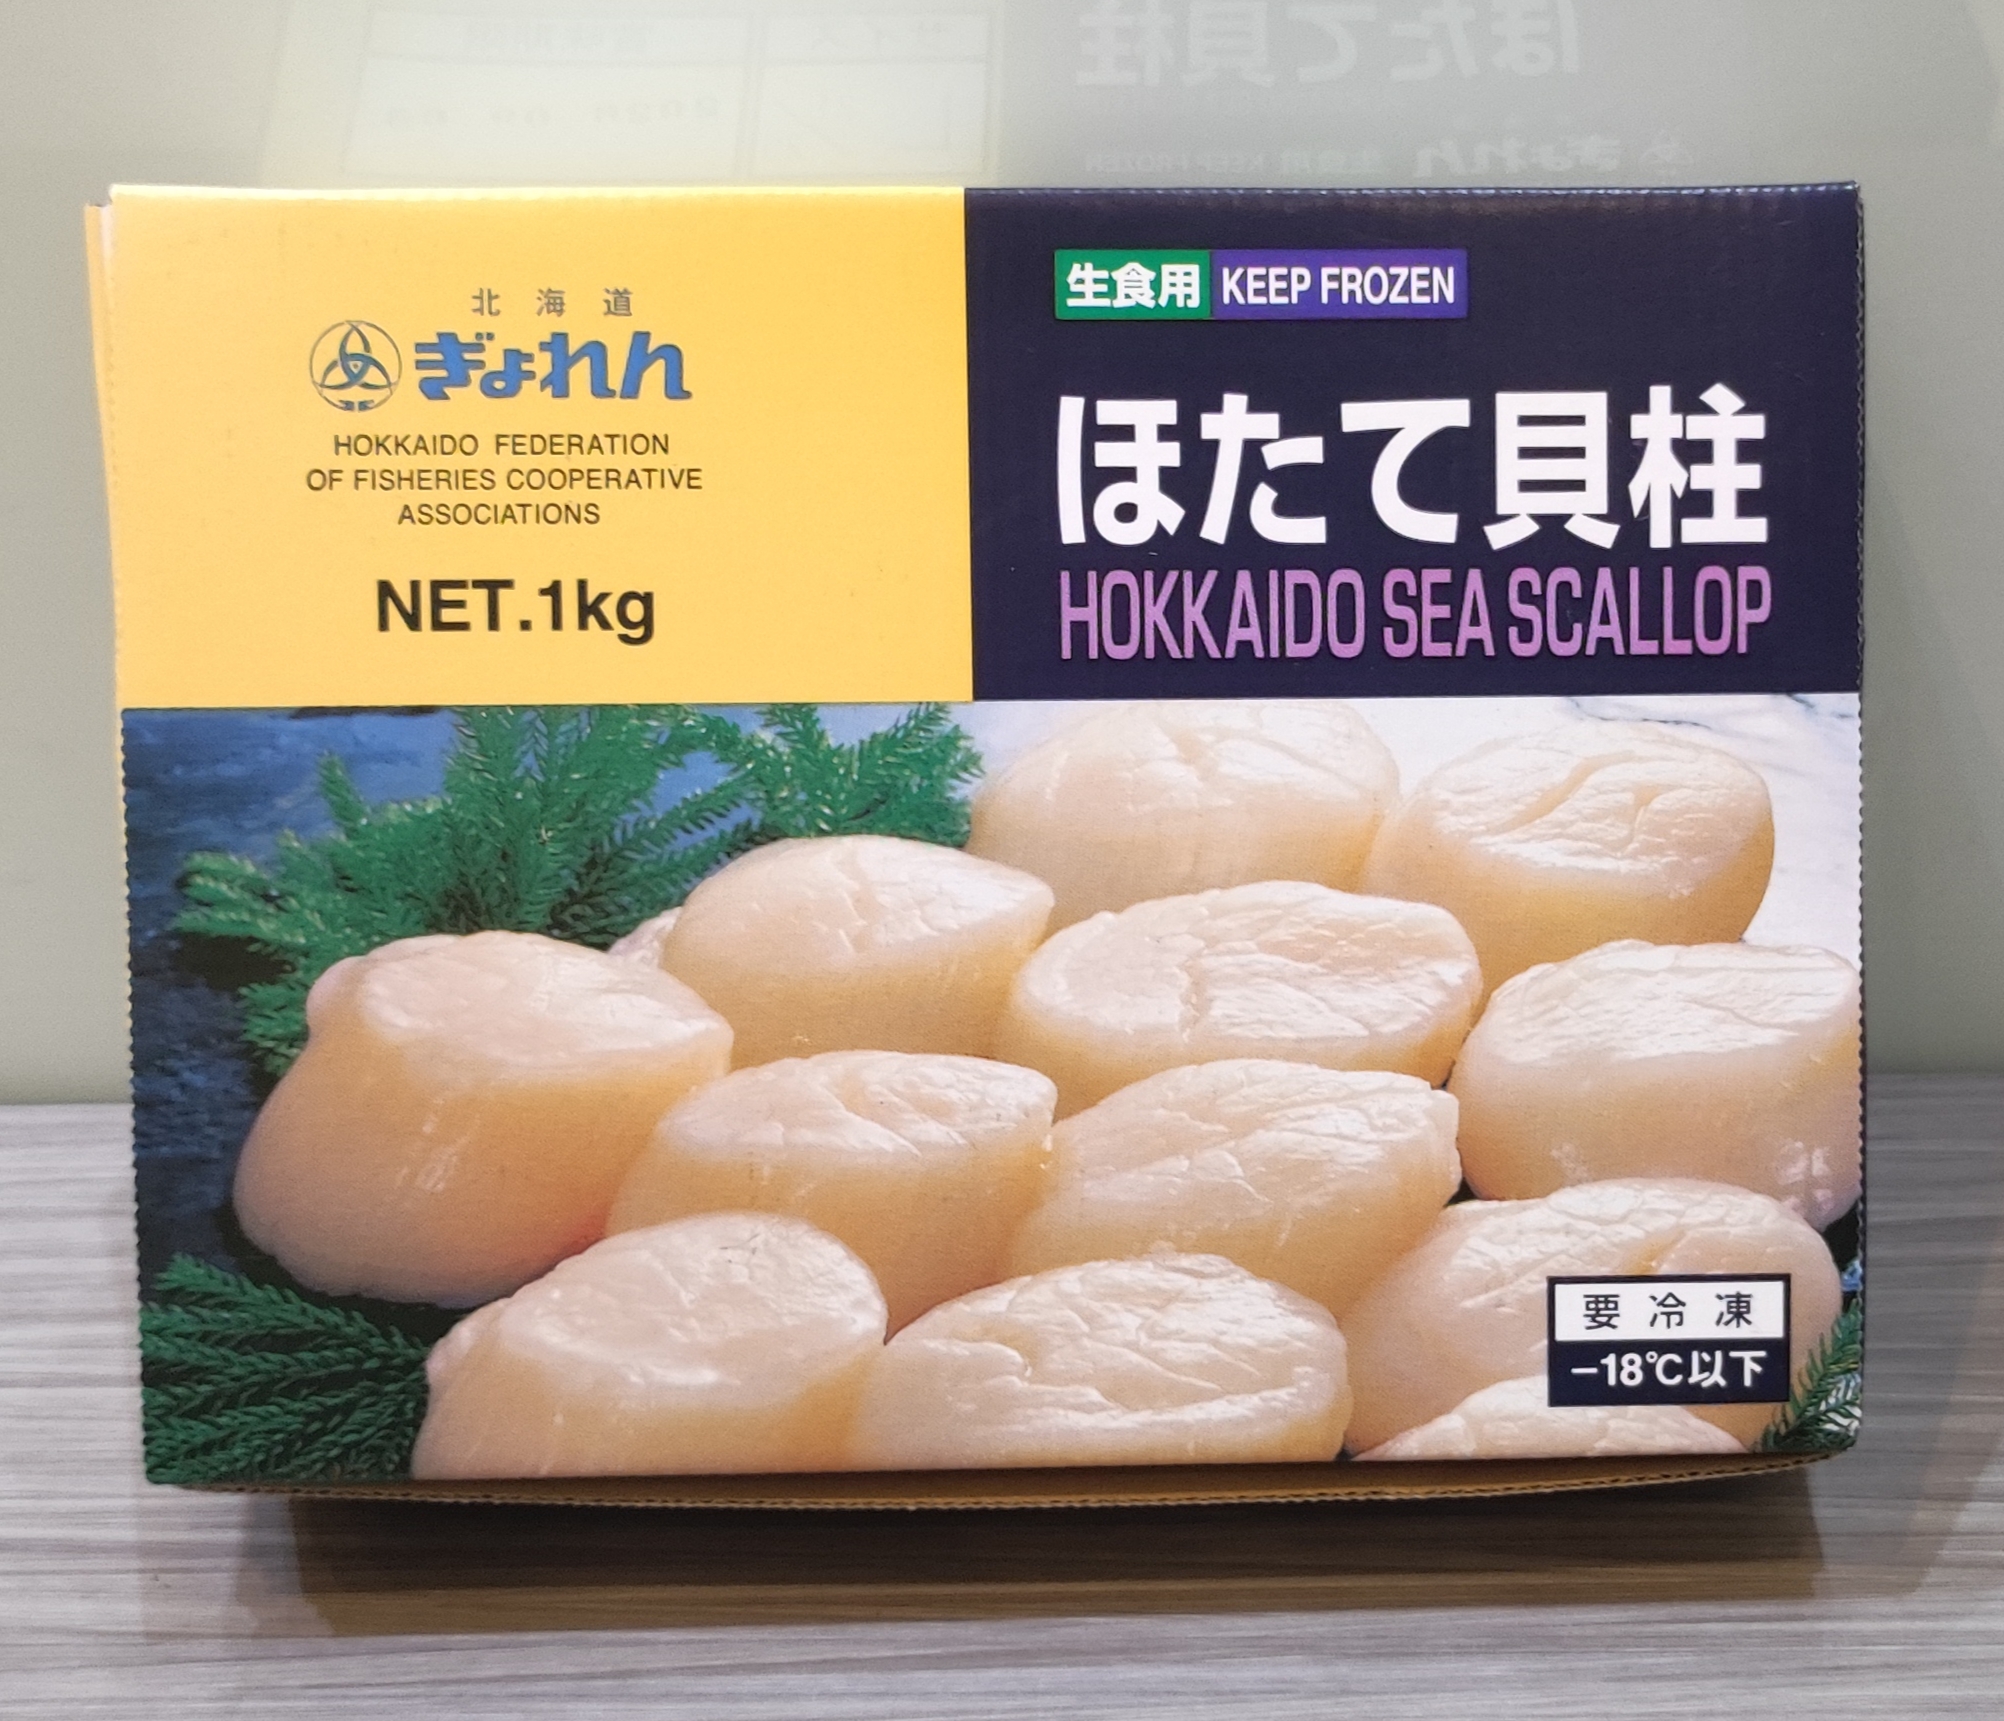 北海道
ぎょれん
HOKKAIDO FEDERATION
OF FISHERIES COOPERATIVE
ASSOCIATIONS
NET.1kg
生食用 KEEP FROZEN
ほたて貝柱
HOKKAIDO SEA SCALLOP
要冷凍
-18℃以下